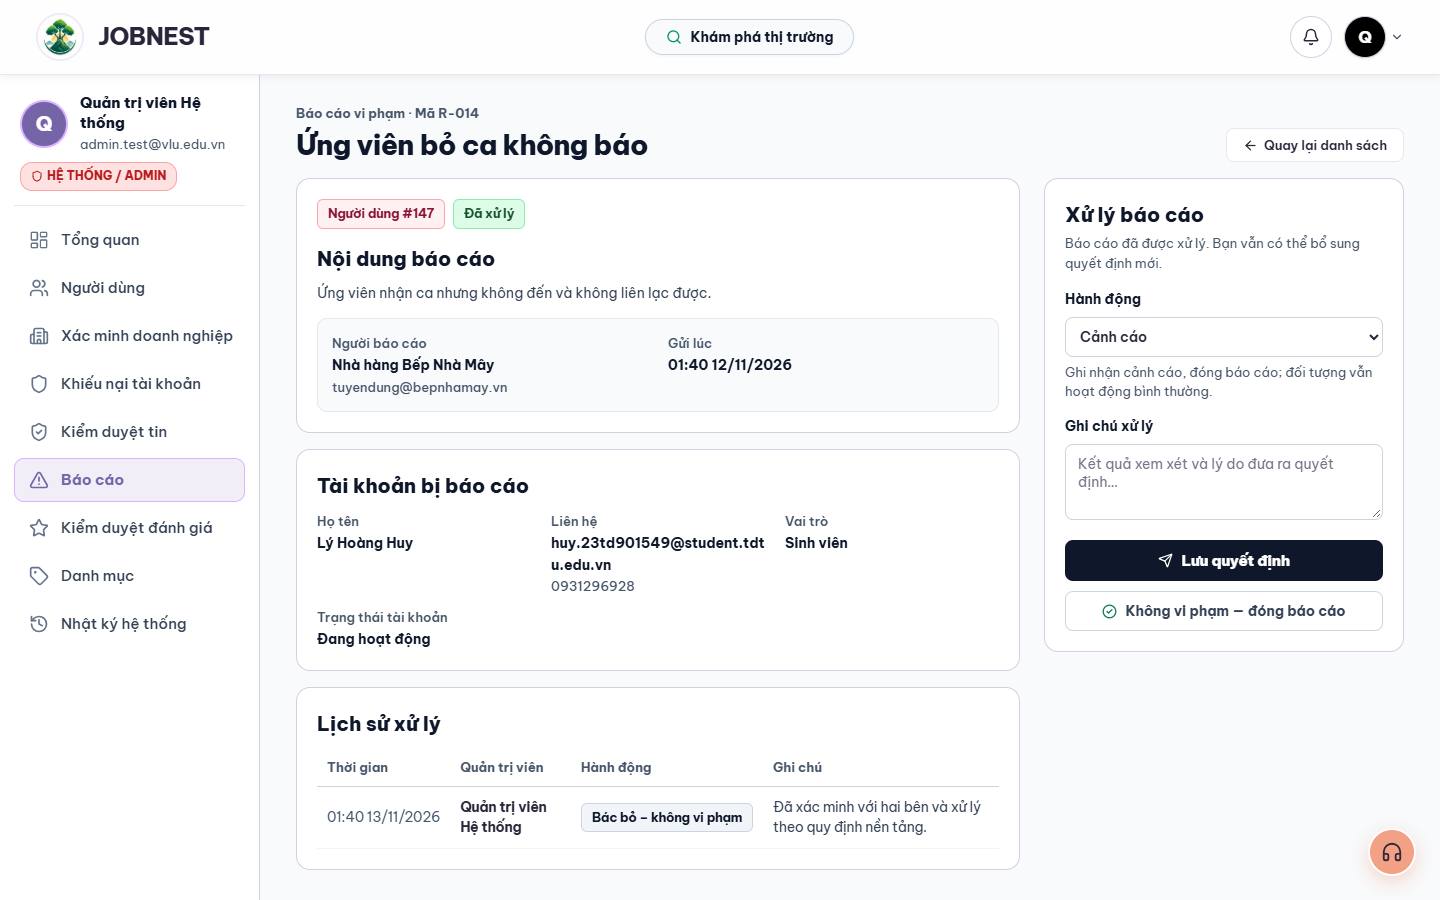 JOBNEST
Khám phá thị trường
Q
Q
Quản trị viên Hệ
thống
admin.test@vlu.edu.vn
HỆ THỐNG / ADMIN
Tổng quan
Người dùng
Xác minh doanh nghiệp
Khiếu nại tài khoản
Kiểm duyệt tin
Báo cáo
Kiểm duyệt đánh giá
Danh mục
Nhật ký hệ thống
Báo cáo vi phạm · Mã R-014
Ứng viên bỏ ca không báo
Quay lại danh sách
Người dùng #147
Đã xử lý
Nội dung báo cáo
Ứng viên nhận ca nhưng không đến và không liên lạc được.
Người báo cáo
Nhà hàng Bếp Nhà Mây
tuyendung@bepnhamay.vn
Gửi lúc
01:40 12/11/2026
Tài khoản bị báo cáo
Họ tên
Lý Hoàng Huy
Liên hệ
huy.23td901549@student.tdt
u.edu.vn
0931296928
Vai trò
Sinh viên
Trạng thái tài khoản
Đang hoạt động
Lịch sử xử lý
Thời gian Quản trị viên Hành động Ghi chú
01:40 13/11/2026
Quản trị viên
Hệ thống
Bác bỏ – không vi phạm
Đã xác minh với hai bên và xử lý
theo quy định nền tảng.
Xử lý báo cáo
Báo cáo đã được xử lý. Bạn vẫn có thể bổ sung
quyết định mới.
Hành động
Cảnh cáo
Ghi nhận cảnh cáo, đóng báo cáo; đối tượng vẫn
hoạt động bình thường.
Ghi chú xử lý
Kết quả xem xét và lý do đưa ra quyết
định...
Lưu quyết định
Không vi phạm — đóng báo cáo